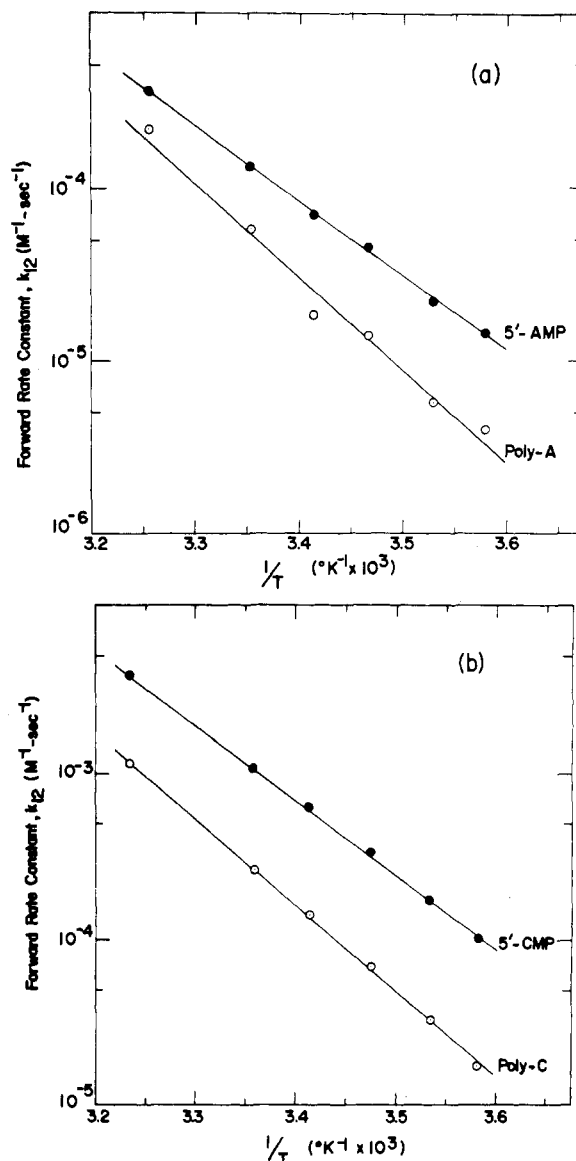 (a)
Forward Rate Constant, k₁₂ (M⁻¹-sec⁻¹)
10⁻⁴
10⁻⁵
10⁻⁶
5'-AMP
Poly-A
3.2 3.3 3.4 3.5 3.6
1/T (°K⁻¹ x 10³)
(b)
Forward Rate Constant, k₁₂ (M⁻¹-sec⁻¹)
10⁻³
10⁻⁴
10⁻⁵
5'-CMP
Poly-C
3.2 3.3 3.4 3.5 3.6
1/T (°K⁻¹ x 10³)